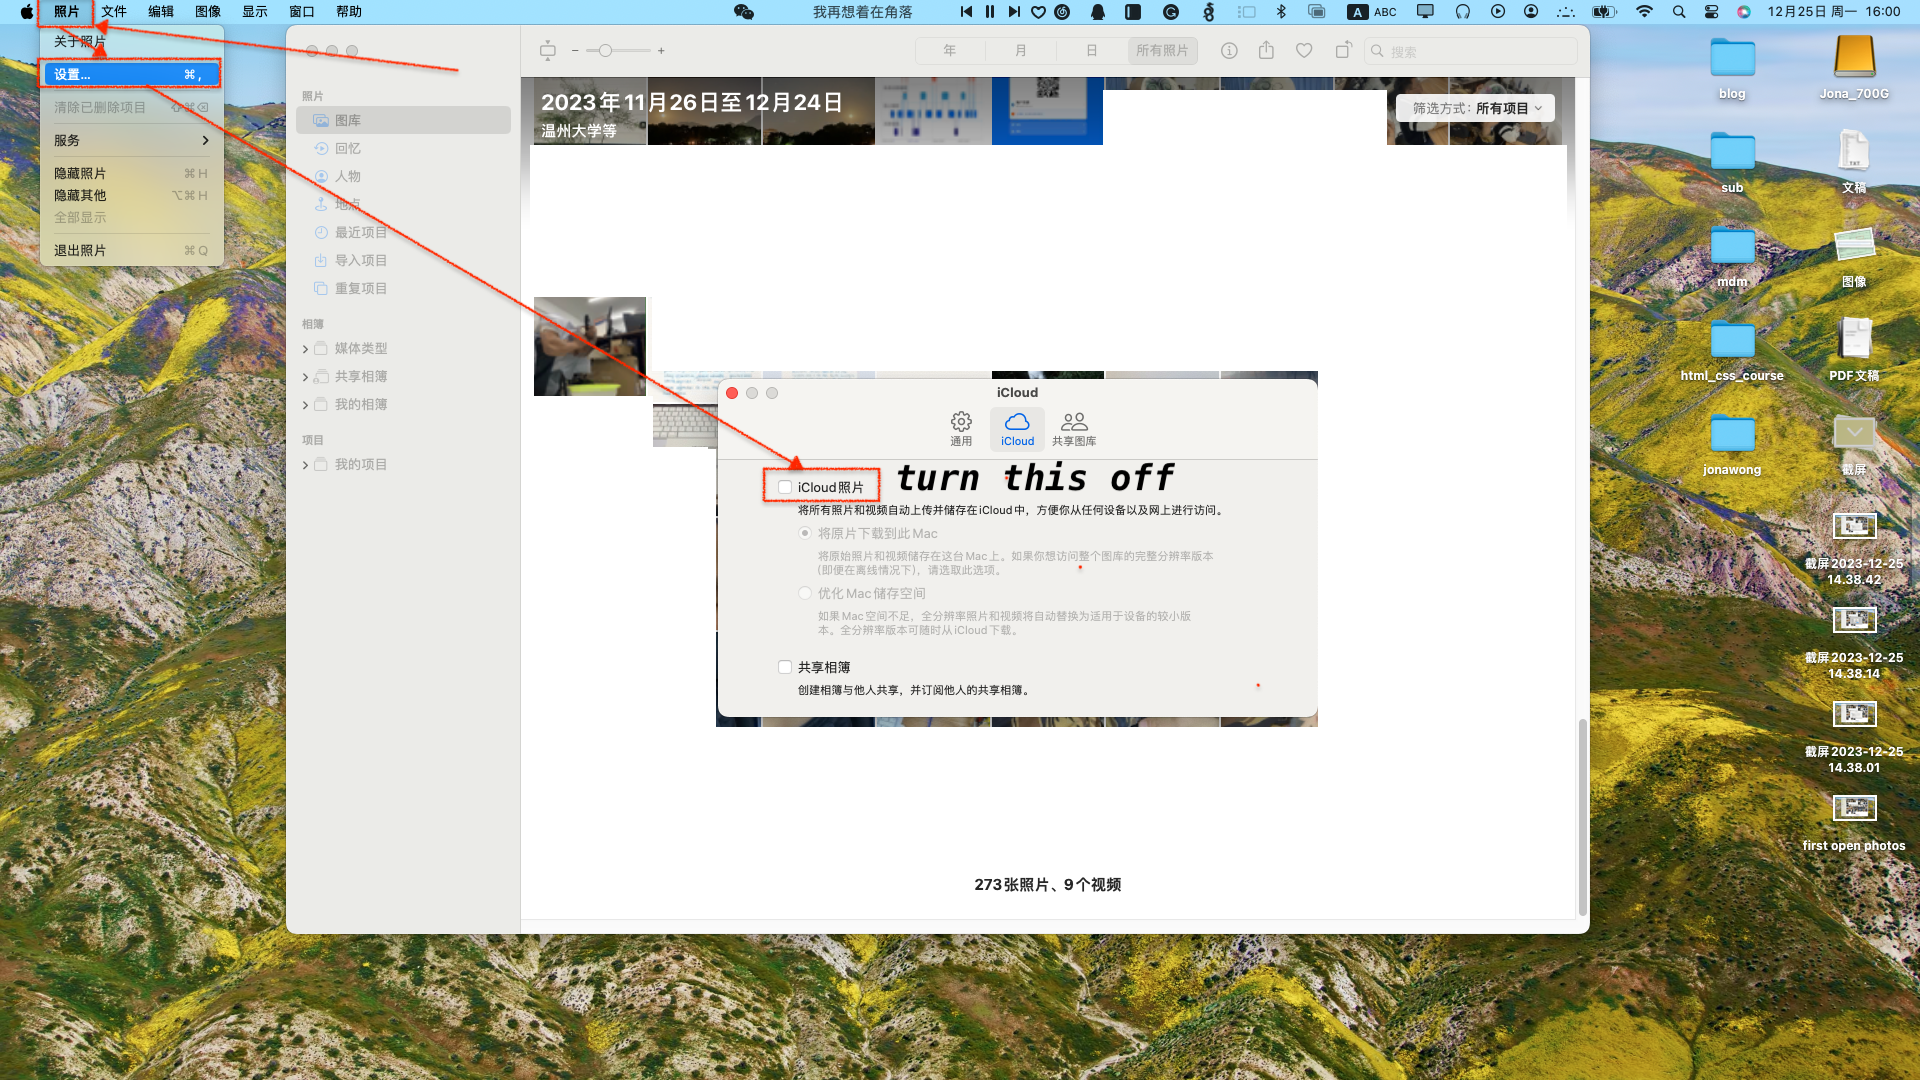 照片 文件 编辑 图像 显示 窗口 帮助
我再想着在角落
A ABC
12月25日 周一 16:00
关于照片
设置... ⌘ ,
清除已删除项目 ⇧⌘⌫
服务
隐藏照片 ⌘ H
隐藏其他 ⌥⌘ H
全部显示
退出照片 ⌘ Q
照片
图库
回忆
人物
地点
最近项目
导入项目
重复项目
相簿
媒体类型
共享相簿
我的相簿
项目
我的项目
年 月 日 所有照片
搜索
2023年11月26日至12月24日
温州大学等
筛选方式: 所有项目
iCloud
通用 iCloud 共享图库
iCloud照片
turn this off
将所有照片和视频自动上传并储存在iCloud中，方便你从任何设备以及网上进行访问。
将原片下载到此Mac
将原始照片和视频储存在这台Mac上。如果你想访问整个图库的完整分辨率版本
(即便在离线情况下)，请选取此选项。
优化Mac储存空间
如果Mac空间不足，全分辨率照片和视频将自动替换为适用于设备的较小版
本。全分辨率版本可随时从iCloud下载。
共享相簿
创建相簿与他人共享，并订阅他人的共享相簿。
273张照片、9个视频
blog
Jona_700G
sub
文稿
mdm
图像
html_css_course
PDF文稿
jonawong
截屏
截屏2023-12-25
14.38.42
截屏2023-12-25
14.38.14
截屏2023-12-25
14.38.01
first open photos